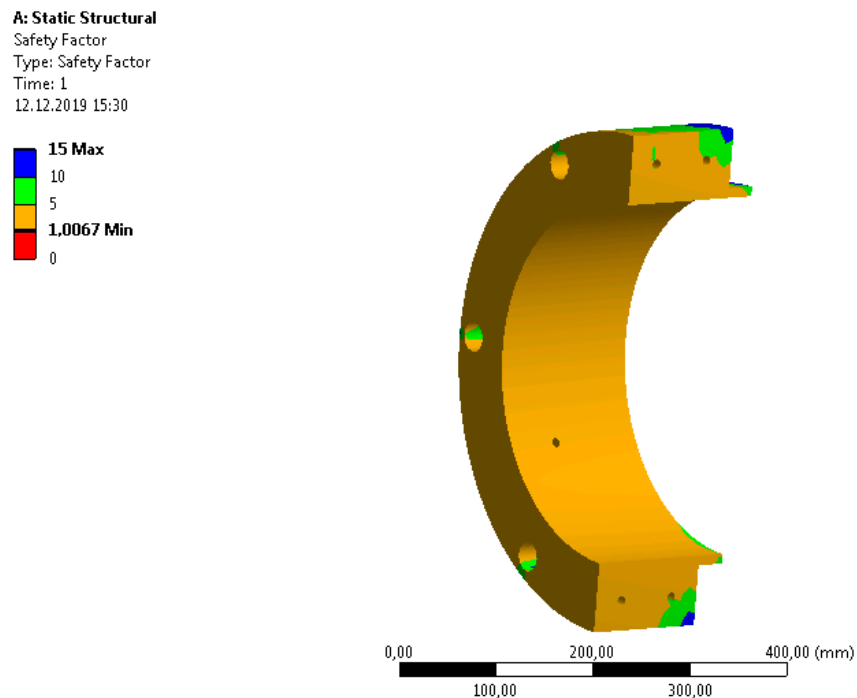 A: Static Structural
Safety Factor
Type: Safety Factor
Time: 1
12.12.2019 15:30
15 Max
10
5
1,0067 Min
0
0,00 200,00 400,00 (mm)
100,00 300,00